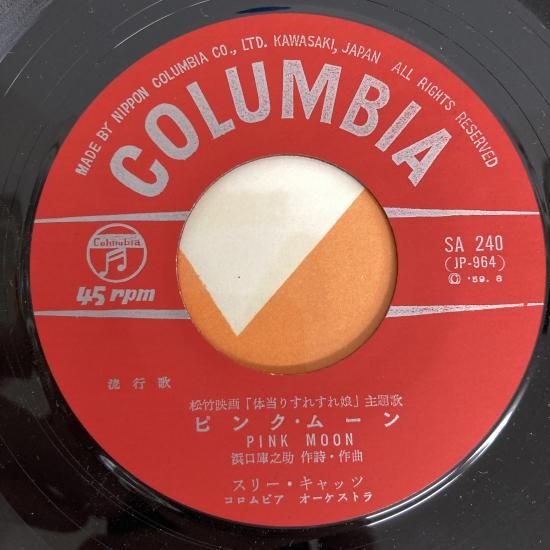 MADE BY NIPPON COLUMBIA CO., LTD. KAWASAKI, JAPAN ALL RIGHTS RESERVED
COLUMBIA
Columbia
45 rpm
SA 240
(JP-964)
Ⓒ '59. 8
流行歌
松竹映画『体当りすれすれ娘』主題歌
ピンク・ムーン
PINK MOON
浜口庫之助 作詩・作曲
スリー・キャッツ
コロムビア オーケストラ